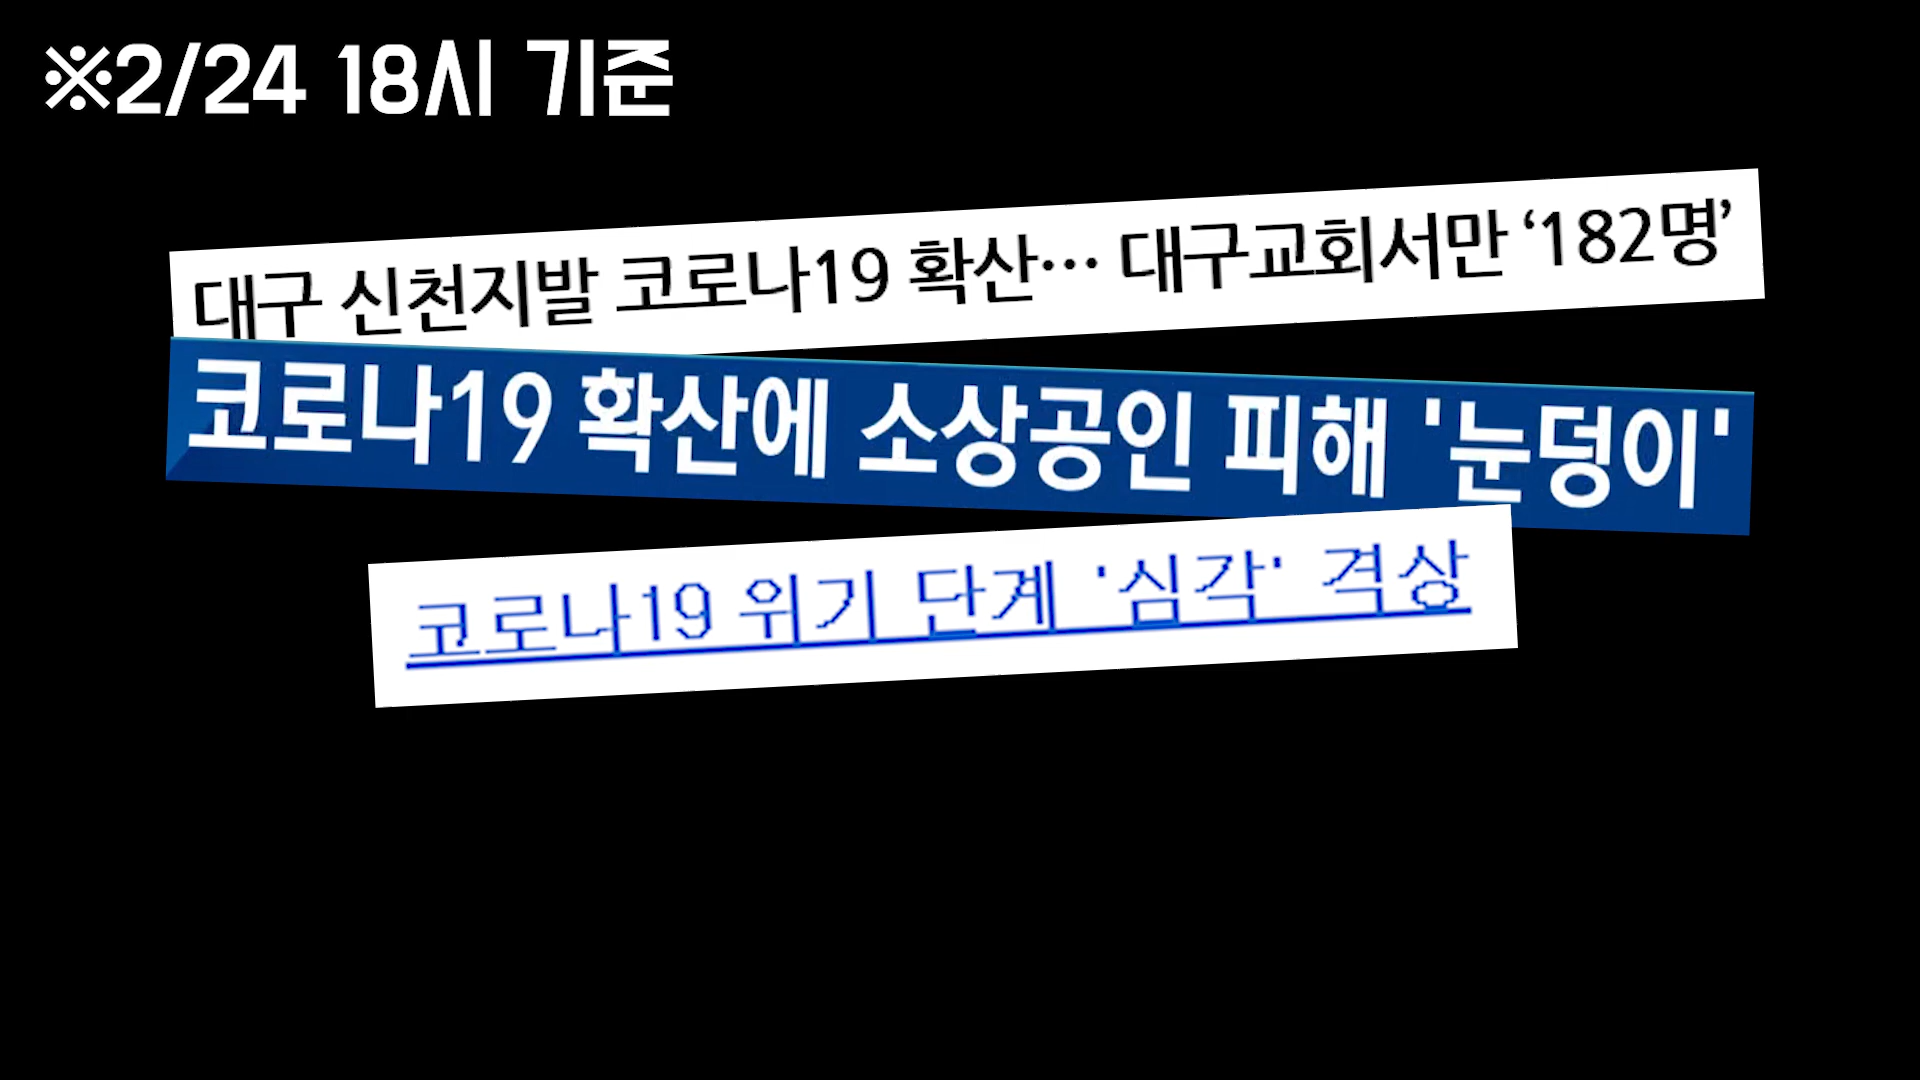 ※2/24 18시 기준
대구 신천지발 코로나19 확산… 대구교회서만 ‘182명’
코로나19 확산에 소상공인 피해 '눈덩이'
코로나19 위기 단계 '심각' 격상